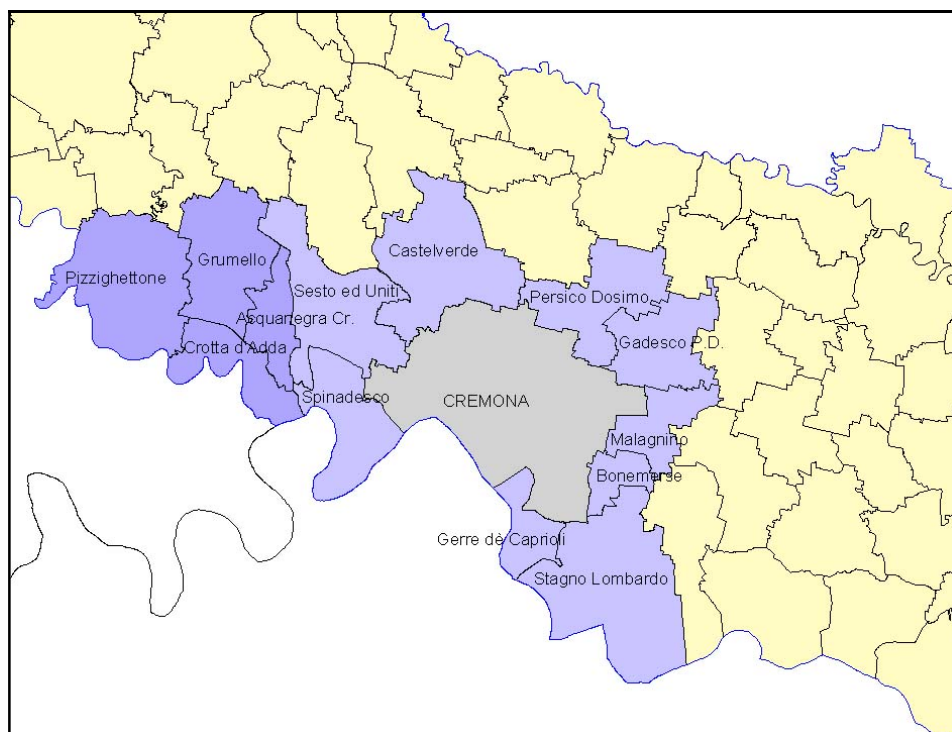 Castelverde
Grumello
Pizzighettone
Sesto ed Uniti
Persico Dosimo
Acquanegra Cr.
Gadesco P.D.
Crotta d'Adda
Spinadesco
CREMONA
Malagnino
Bonemerse
Gerre dè Caprioli
Stagno Lombardo